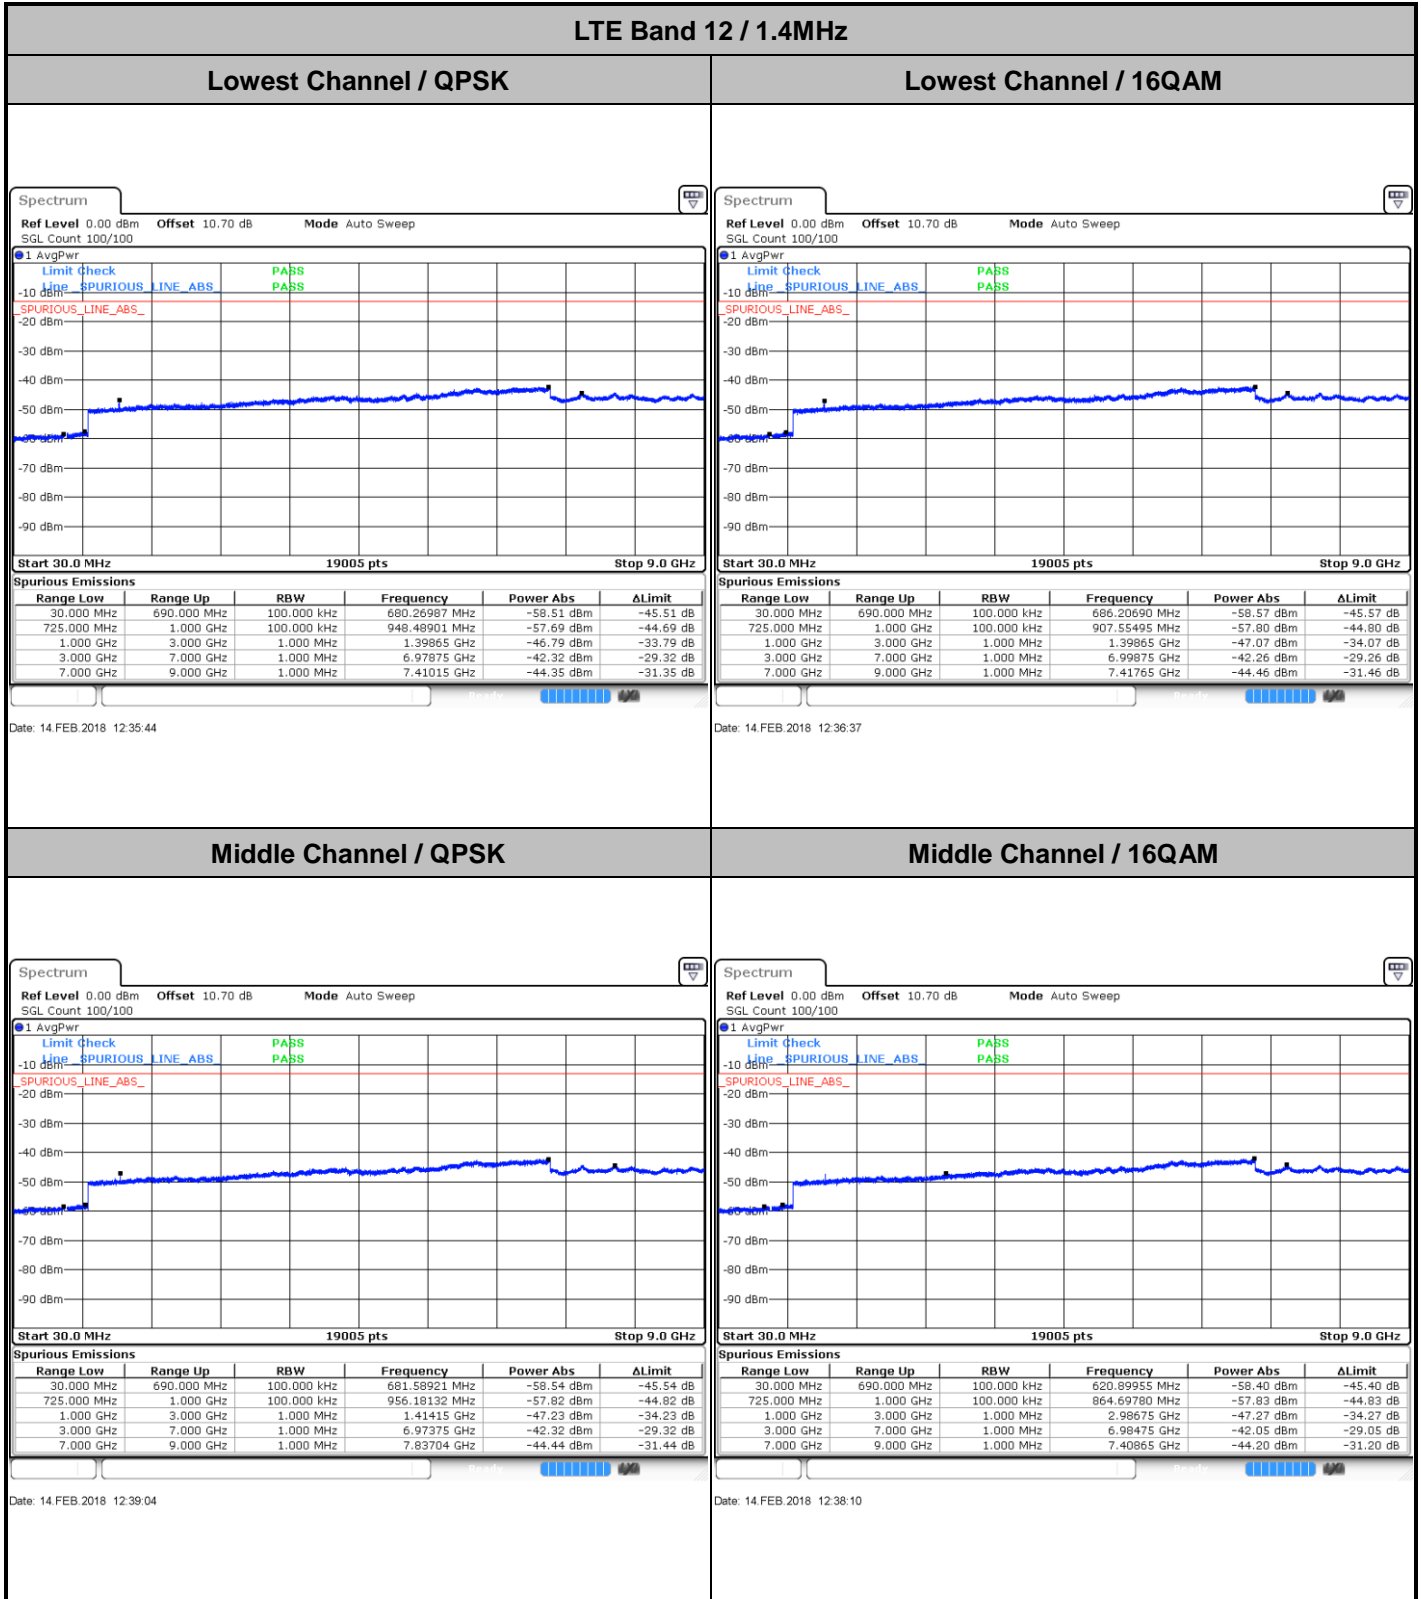 LTE Band 12 / 1.4MHz
Lowest Channel / QPSK
Lowest Channel / 16QAM
Spectrum
Ref Level 0.00 dBm Offset 10.70 dB Mode Auto Sweep
SGL Count 100/100
1 AvgPwr
Limit Check PASS
Line _SPURIOUS_LINE_ABS_ PASS
-10 dBm
_SPURIOUS_LINE_ABS_
-20 dBm
-30 dBm
-40 dBm
-50 dBm
-60 dBm
-70 dBm
-80 dBm
-90 dBm
Start 30.0 MHz 19005 pts Stop 9.0 GHz
Spurious Emissions
Range Low Range Up RBW Frequency Power Abs ΔLimit
30.000 MHz 690.000 MHz 100.000 kHz 680.26987 MHz -58.51 dBm -45.51 dB
725.000 MHz 1.000 GHz 100.000 kHz 948.48901 MHz -57.69 dBm -44.69 dB
1.000 GHz 3.000 GHz 1.000 MHz 1.39865 GHz -46.79 dBm -33.79 dB
3.000 GHz 7.000 GHz 1.000 MHz 6.97875 GHz -42.32 dBm -29.32 dB
7.000 GHz 9.000 GHz 1.000 MHz 7.41015 GHz -44.35 dBm -31.35 dB
Ready
Date: 14.FEB.2018 12:35:44
Spectrum
Ref Level 0.00 dBm Offset 10.70 dB Mode Auto Sweep
SGL Count 100/100
1 AvgPwr
Limit Check PASS
Line _SPURIOUS_LINE_ABS_ PASS
-10 dBm
_SPURIOUS_LINE_ABS_
-20 dBm
-30 dBm
-40 dBm
-50 dBm
-60 dBm
-70 dBm
-80 dBm
-90 dBm
Start 30.0 MHz 19005 pts Stop 9.0 GHz
Spurious Emissions
Range Low Range Up RBW Frequency Power Abs ΔLimit
30.000 MHz 690.000 MHz 100.000 kHz 686.20690 MHz -58.57 dBm -45.57 dB
725.000 MHz 1.000 GHz 100.000 kHz 907.55495 MHz -57.80 dBm -44.80 dB
1.000 GHz 3.000 GHz 1.000 MHz 1.39865 GHz -47.07 dBm -34.07 dB
3.000 GHz 7.000 GHz 1.000 MHz 6.99875 GHz -42.26 dBm -29.26 dB
7.000 GHz 9.000 GHz 1.000 MHz 7.41765 GHz -44.46 dBm -31.46 dB
Ready
Date: 14.FEB.2018 12:36:37
Middle Channel / QPSK
Middle Channel / 16QAM
Spectrum
Ref Level 0.00 dBm Offset 10.70 dB Mode Auto Sweep
SGL Count 100/100
1 AvgPwr
Limit Check PASS
Line _SPURIOUS_LINE_ABS_ PASS
-10 dBm
_SPURIOUS_LINE_ABS_
-20 dBm
-30 dBm
-40 dBm
-50 dBm
-60 dBm
-70 dBm
-80 dBm
-90 dBm
Start 30.0 MHz 19005 pts Stop 9.0 GHz
Spurious Emissions
Range Low Range Up RBW Frequency Power Abs ΔLimit
30.000 MHz 690.000 MHz 100.000 kHz 681.58921 MHz -58.54 dBm -45.54 dB
725.000 MHz 1.000 GHz 100.000 kHz 956.18132 MHz -57.82 dBm -44.82 dB
1.000 GHz 3.000 GHz 1.000 MHz 1.41415 GHz -47.23 dBm -34.23 dB
3.000 GHz 7.000 GHz 1.000 MHz 6.97375 GHz -42.32 dBm -29.32 dB
7.000 GHz 9.000 GHz 1.000 MHz 7.83704 GHz -44.44 dBm -31.44 dB
Ready
Date: 14.FEB.2018 12:39:04
Spectrum
Ref Level 0.00 dBm Offset 10.70 dB Mode Auto Sweep
SGL Count 100/100
1 AvgPwr
Limit Check PASS
Line _SPURIOUS_LINE_ABS_ PASS
-10 dBm
_SPURIOUS_LINE_ABS_
-20 dBm
-30 dBm
-40 dBm
-50 dBm
-60 dBm
-70 dBm
-80 dBm
-90 dBm
Start 30.0 MHz 19005 pts Stop 9.0 GHz
Spurious Emissions
Range Low Range Up RBW Frequency Power Abs ΔLimit
30.000 MHz 690.000 MHz 100.000 kHz 620.89955 MHz -58.40 dBm -45.40 dB
725.000 MHz 1.000 GHz 100.000 kHz 864.69780 MHz -57.83 dBm -44.83 dB
1.000 GHz 3.000 GHz 1.000 MHz 2.98675 GHz -47.27 dBm -34.27 dB
3.000 GHz 7.000 GHz 1.000 MHz 6.98475 GHz -42.05 dBm -29.05 dB
7.000 GHz 9.000 GHz 1.000 MHz 7.40865 GHz -44.20 dBm -31.20 dB
Ready
Date: 14.FEB.2018 12:38:10